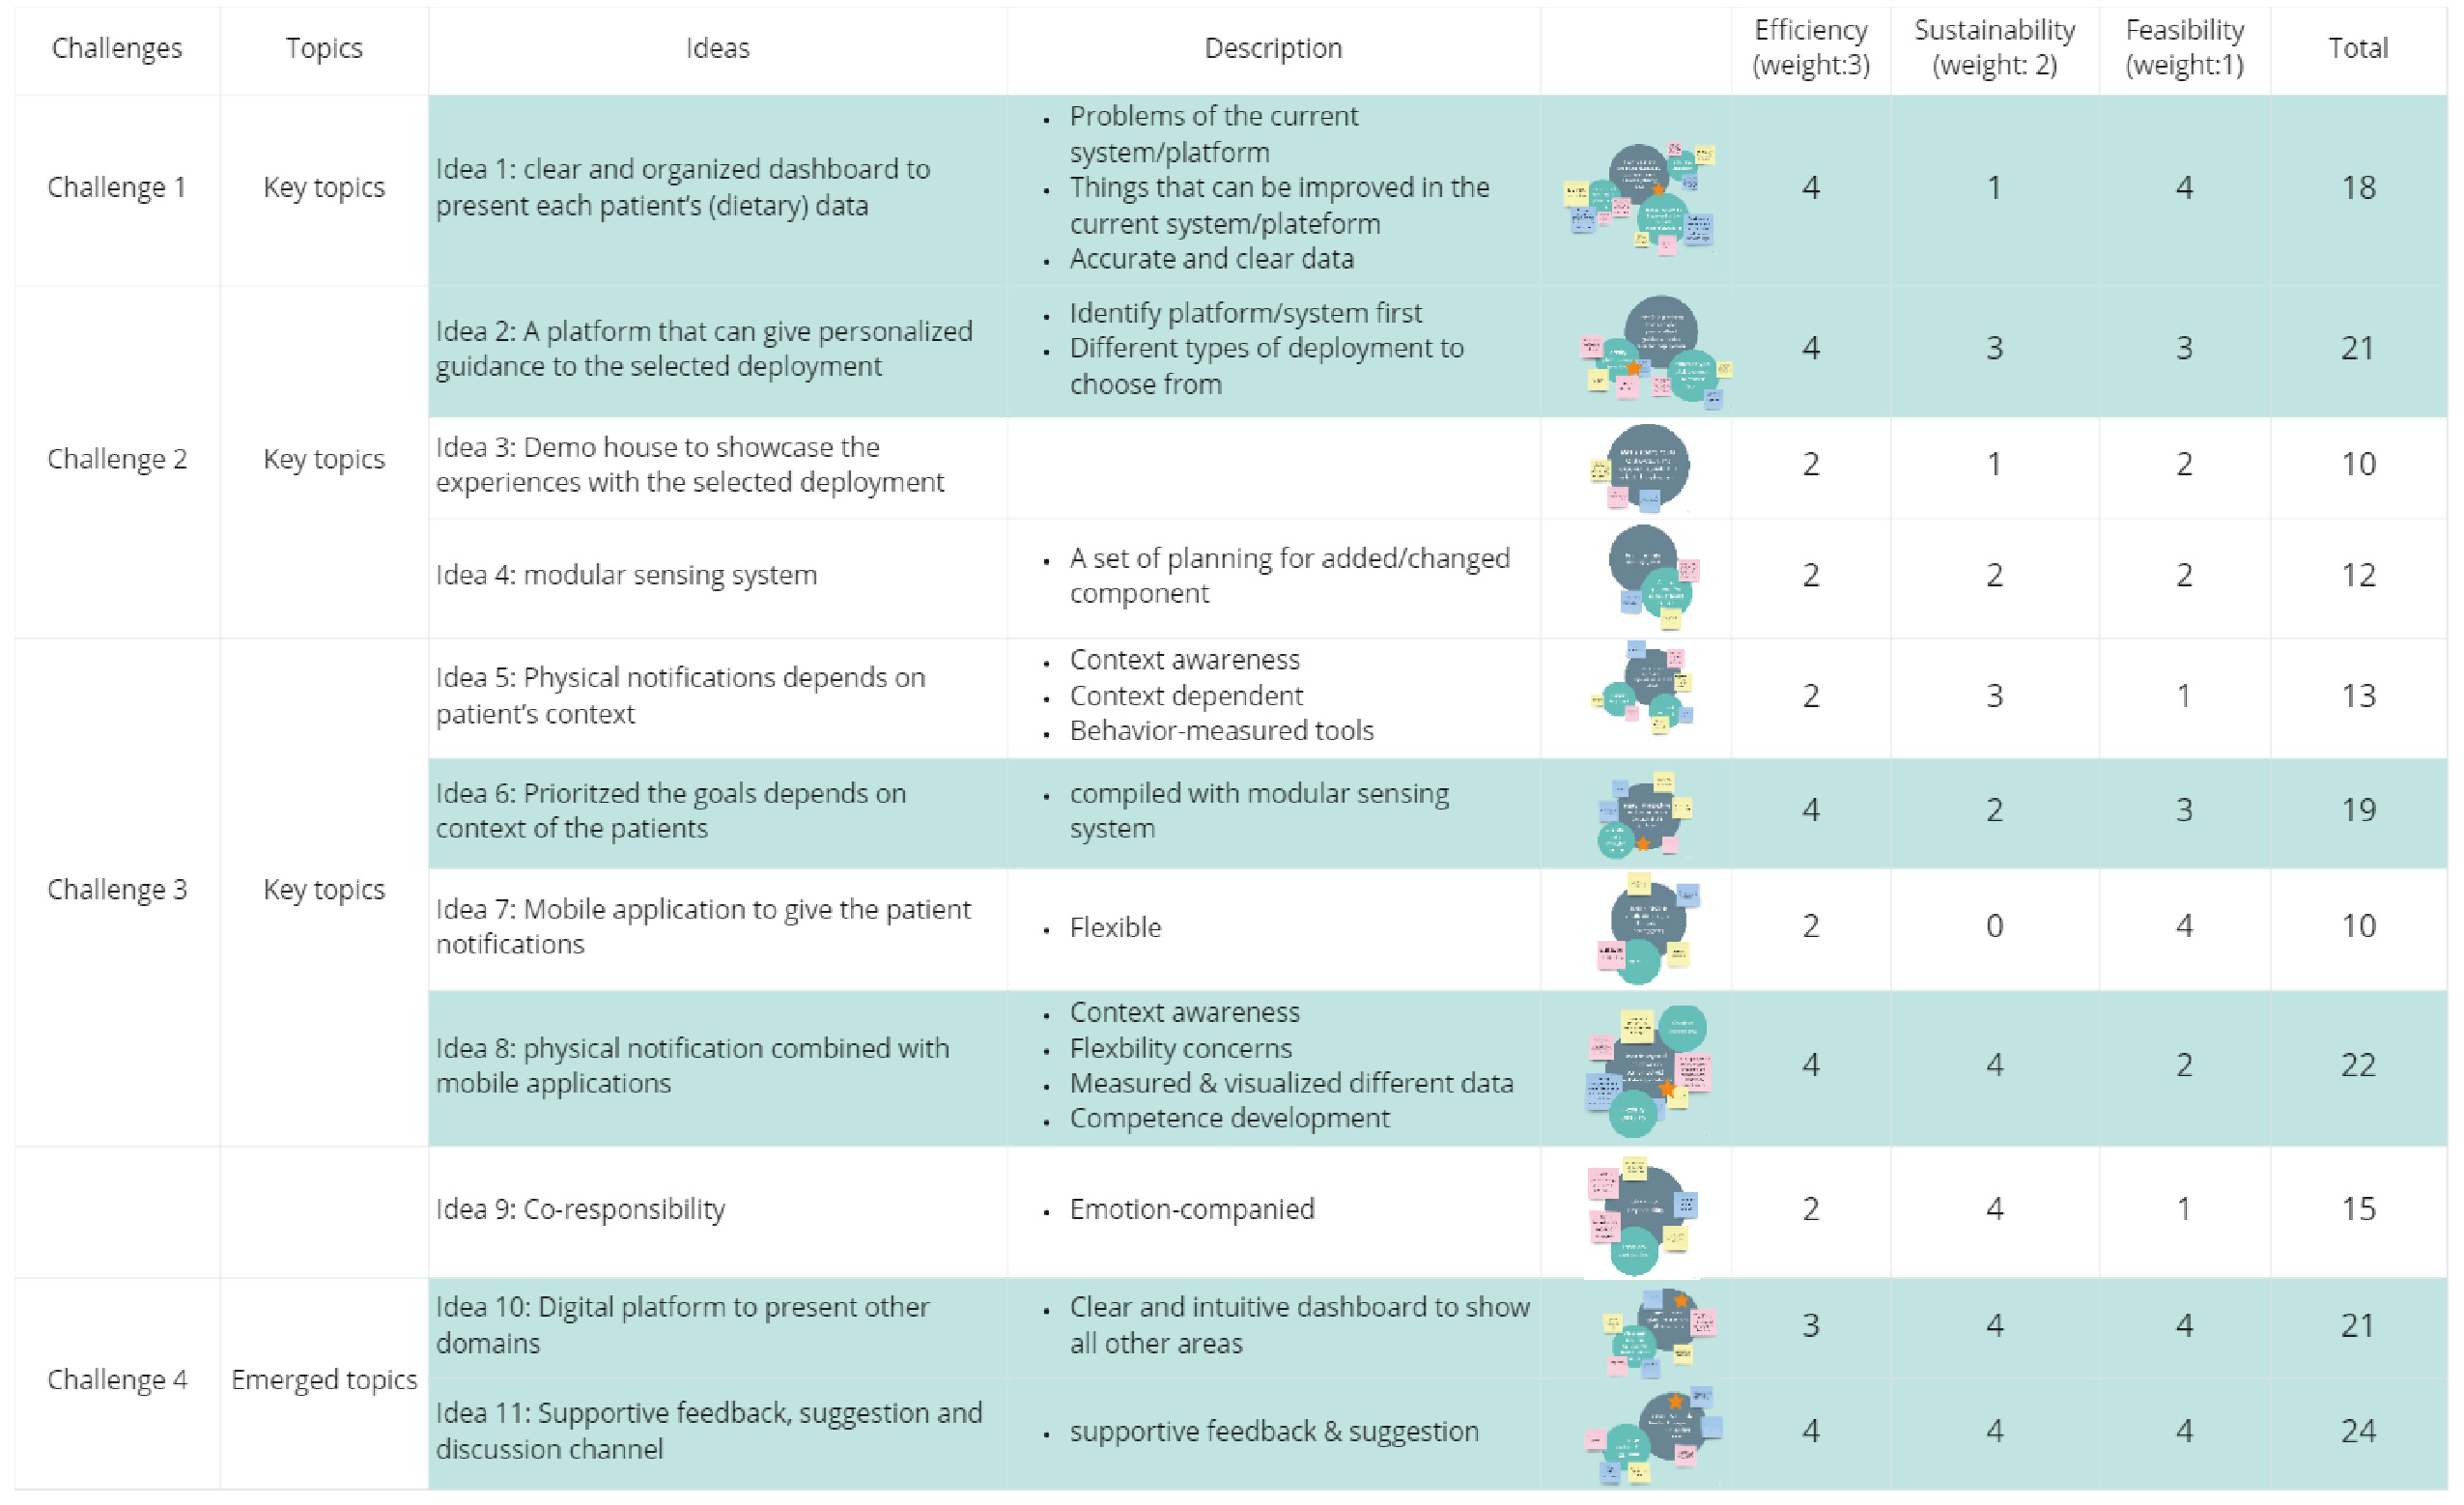 Challenges
Topics
Ideas
Description
Efficiency
(weight:3)
Sustainability
(weight: 2)
Feasibility
(weight:1)
Total
Challenge 1
Key topics
Idea 1: clear and organized dashboard to
present each patient’s (dietary) data
• Problems of the current
system/platform
• Things that can be improved in the
current system/plateform
• Accurate and clear data
4
1
4
18
Challenge 2
Key topics
Idea 2: A platform that can give personalized
guidance to the selected deployment
• Identify platform/system first
• Different types of deployment to
choose from
4
3
3
21
Idea 3: Demo house to showcase the
experiences with the selected deployment
2
1
2
10
Idea 4: modular sensing system
• A set of planning for added/changed
component
2
2
2
12
Challenge 3
Key topics
Idea 5: Physical notifications depends on
patient’s context
• Context awareness
• Context dependent
• Behavior-measured tools
2
3
1
13
Idea 6: Prioritzed the goals depends on
context of the patients
• compiled with modular sensing
system
4
2
3
19
Idea 7: Mobile application to give the patient
notifications
• Flexible
2
0
4
10
Idea 8: physical notification combined with
mobile applications
• Context awareness
• Flexbility concerns
• Measured & visualized different data
• Competence development
4
4
2
22
Idea 9: Co-responsibility
• Emotion-companied
2
4
1
15
Challenge 4
Emerged topics
Idea 10: Digital platform to present other
domains
• Clear and intuitive dashboard to show
all other areas
3
4
4
21
Idea 11: Supportive feedback, suggestion and
discussion channel
• supportive feedback & suggestion
4
4
4
24